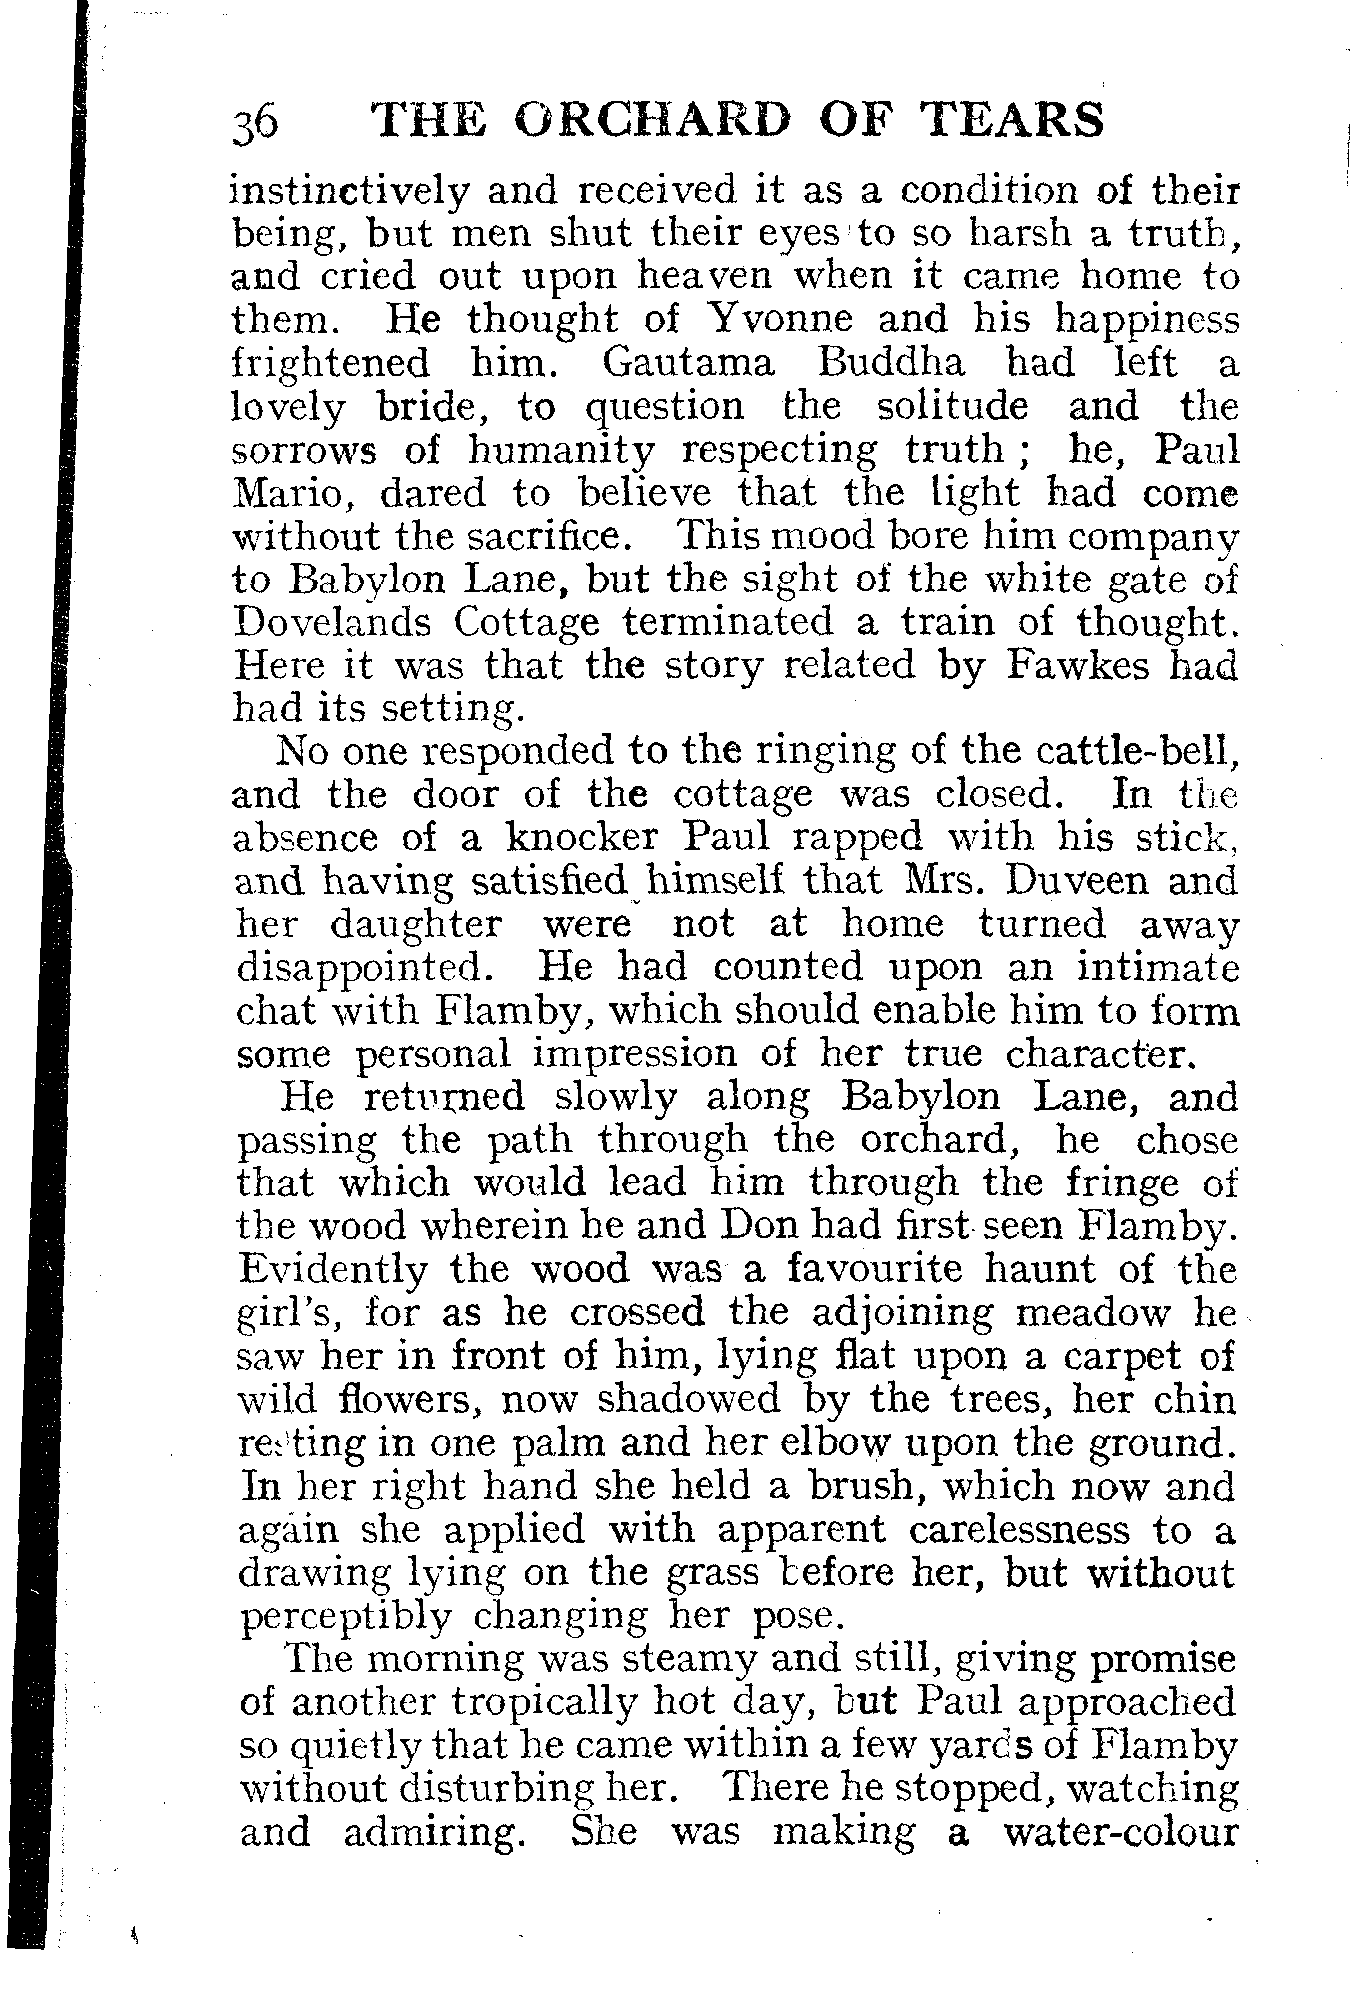 36 THE ORCHARD OF TEARS
instinctively and received it as a condition of their
being, but men shut their eyes to so harsh a truth,
and cried out upon heaven when it came home to
them. He thought of Yvonne and his happiness
frightened him. Gautama Buddha had left a
lovely bride, to question the solitude and the
sorrows of humanity respecting truth ; he, Paul
Mario, dared to believe that the light had come
without the sacrifice. This mood bore him company
to Babylon Lane, but the sight of the white gate of
Dovelands Cottage terminated a train of thought.
Here it was that the story related by Fawkes had
had its setting.
No one responded to the ringing of the cattle-bell,
and the door of the cottage was closed. In the
absence of a knocker Paul rapped with his stick,
and having satisfied himself that Mrs. Duveen and
her daughter were not at home turned away
disappointed. He had counted upon an intimate
chat with Flamby, which should enable him to form
some personal impression of her true character.
He returned slowly along Babylon Lane, and
passing the path through the orchard, he chose
that which would lead him through the fringe of
the wood wherein he and Don had first seen Flamby.
Evidently the wood was a favourite haunt of the
girl's, for as he crossed the adjoining meadow he
saw her in front of him, lying flat upon a carpet of
wild flowers, now shadowed by the trees, her chin
resting in one palm and her elbow upon the ground.
In her right hand she held a brush, which now and
again she applied with apparent carelessness to a
drawing lying on the grass before her, but without
perceptibly changing her pose.
The morning was steamy and still, giving promise
of another tropically hot day, but Paul approached
so quietly that he came within a few yards of Flamby
without disturbing her. There he stopped, watching
and admiring. She was making a water-colour